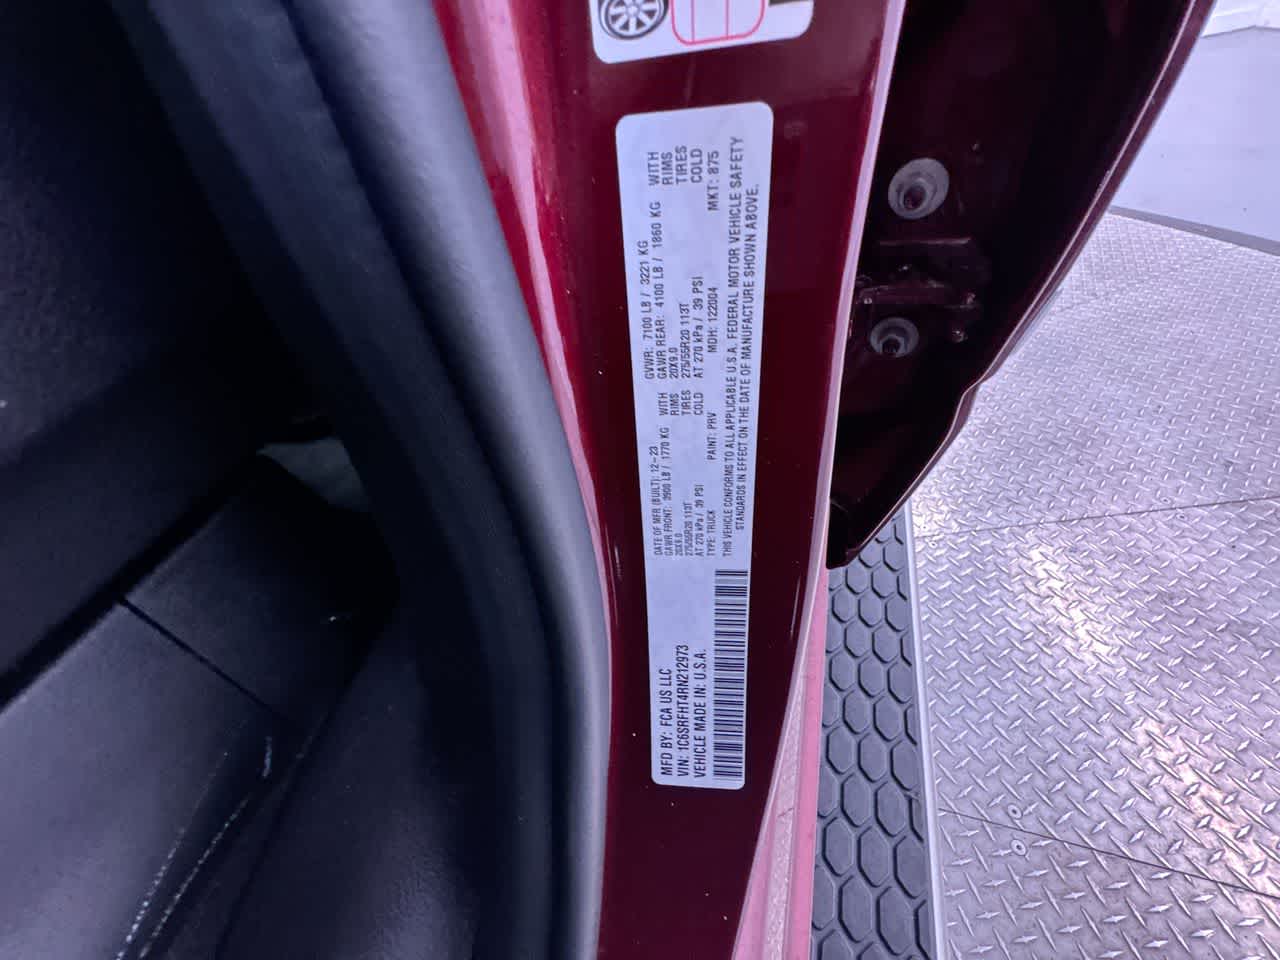 MFD BY: FCA US LLC
VIN: 1C6SRFHT4RN212973
VEHICLE MADE IN: U.S.A.
DATE OF MFR (BUILT): 12-23 GVWR: 7100 LB / 3221 KG
GAWR FRONT: 3900 LB / 1770 KG WITH GAWR REAR: 4100 LB / 1860 KG WITH
20X9.0 RIMS 20X9.0 RIMS
275/55R20 113T TIRES 275/55R20 113T TIRES
AT 270 kPa / 39 PSI COLD AT 270 kPa / 39 PSI COLD
TYPE: TRUCK PAINT: PRV MDH: 122004 MKT: 875
THIS VEHICLE CONFORMS TO ALL APPLICABLE U.S.A. FEDERAL MOTOR VEHICLE SAFETY
STANDARDS IN EFFECT ON THE DATE OF MANUFACTURE SHOWN ABOVE.